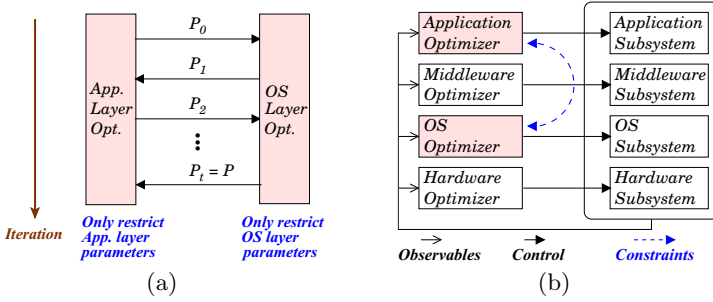 P0
P1
App.
Layer
Opt.
OS
Layer
Opt.
P2
Pt = P
Iteration
Only restrict
App. layer
parameters
Only restrict
OS layer
parameters
(a)
Application
Optimizer
Application
Subsystem
Middleware
Optimizer
Middleware
Subsystem
OS
Optimizer
OS
Subsystem
Hardware
Optimizer
Hardware
Subsystem
Observables
Control
Constraints
(b)